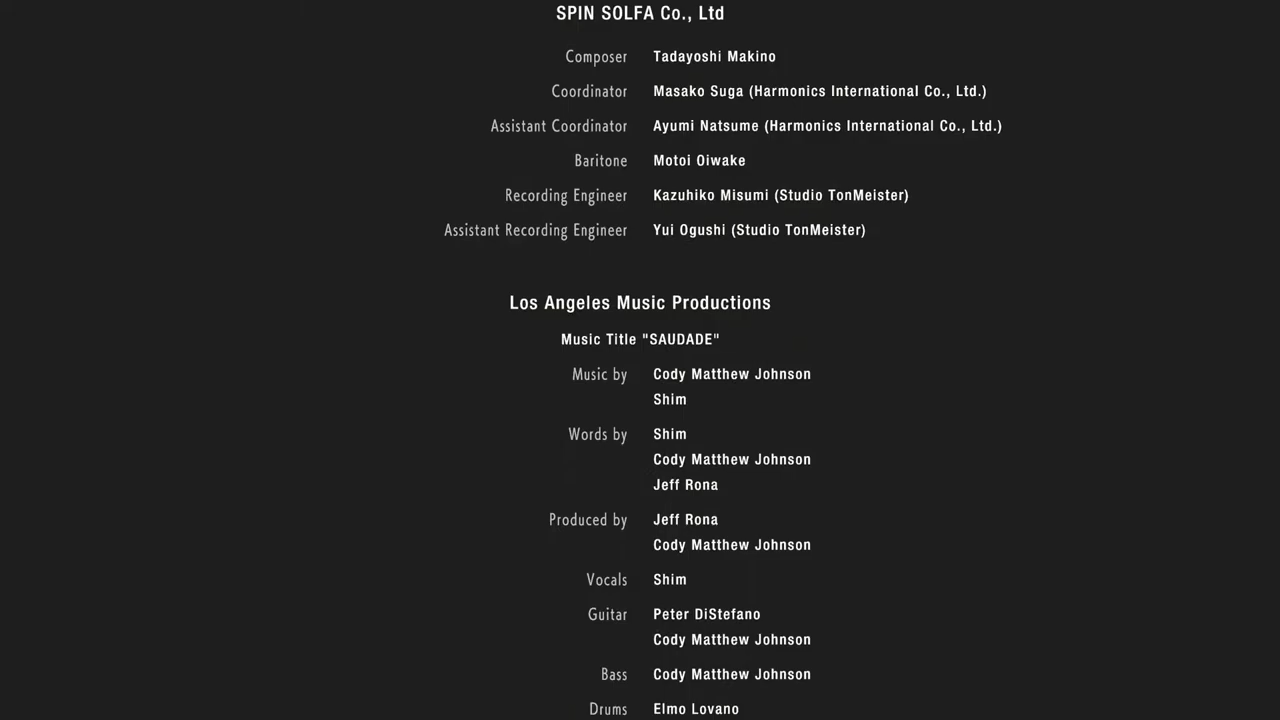 SPIN SOLFA Co., Ltd
Composer Tadayoshi Makino
Coordinator Masako Suga (Harmonics International Co., Ltd.)
Assistant Coordinator Ayumi Natsume (Harmonics International Co., Ltd.)
Baritone Motoi Oiwake
Recording Engineer Kazuhiko Misumi (Studio TonMeister)
Assistant Recording Engineer Yui Ogushi (Studio TonMeister)
Los Angeles Music Productions
Music Title "SAUDADE"
Music by Cody Matthew Johnson
Shim
Words by Shim
Cody Matthew Johnson
Jeff Rona
Produced by Jeff Rona
Cody Matthew Johnson
Vocals Shim
Guitar Peter DiStefano
Cody Matthew Johnson
Bass Cody Matthew Johnson
Drums Elmo Lovano